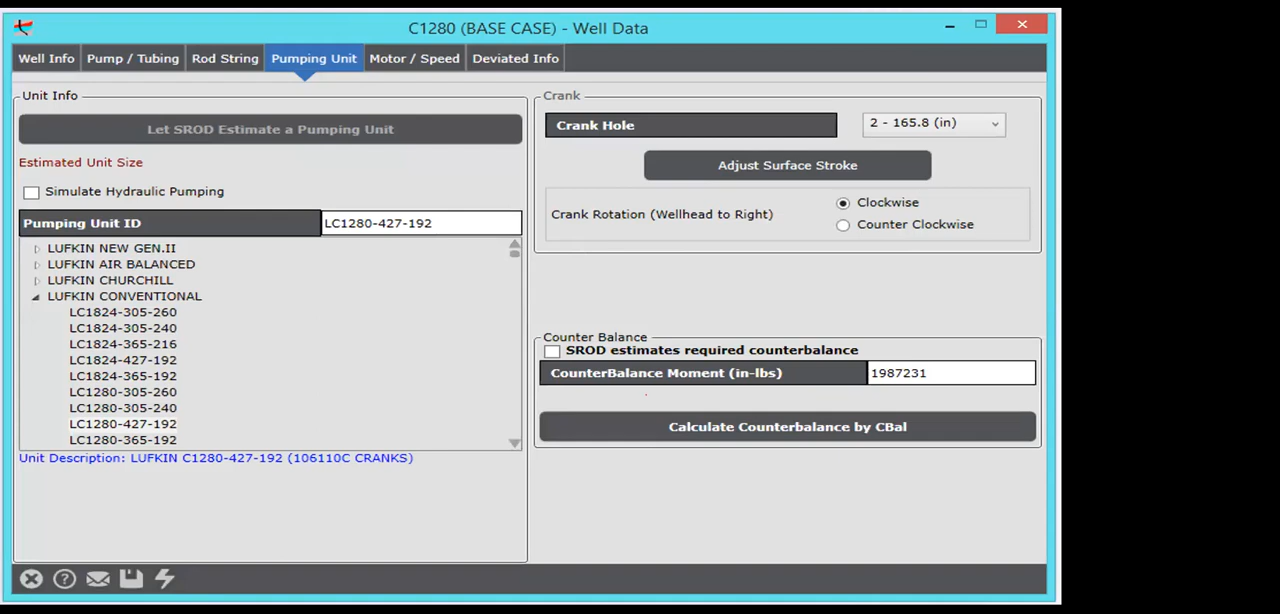 C1280 (BASE CASE) - Well Data
Well Info Pump / Tubing Rod String Pumping Unit Motor / Speed Deviated Info
Unit Info
Let SROD Estimate a Pumping Unit
Estimated Unit Size
Simulate Hydraulic Pumping
Pumping Unit ID LC1280-427-192
LUFKIN NEW GEN.II
LUFKIN AIR BALANCED
LUFKIN CHURCHILL
LUFKIN CONVENTIONAL
LC1824-305-260
LC1824-305-240
LC1824-365-216
LC1824-427-192
LC1824-365-192
LC1280-305-260
LC1280-305-240
LC1280-427-192
LC1280-365-192
Unit Description: LUFKIN C1280-427-192 (106110C CRANKS)
Crank
Crank Hole 2 - 165.8 (in)
Adjust Surface Stroke
Crank Rotation (Wellhead to Right)
Clockwise
Counter Clockwise
Counter Balance
SROD estimates required counterbalance
CounterBalance Moment (in-lbs) 1987231
Calculate Counterbalance by CBal